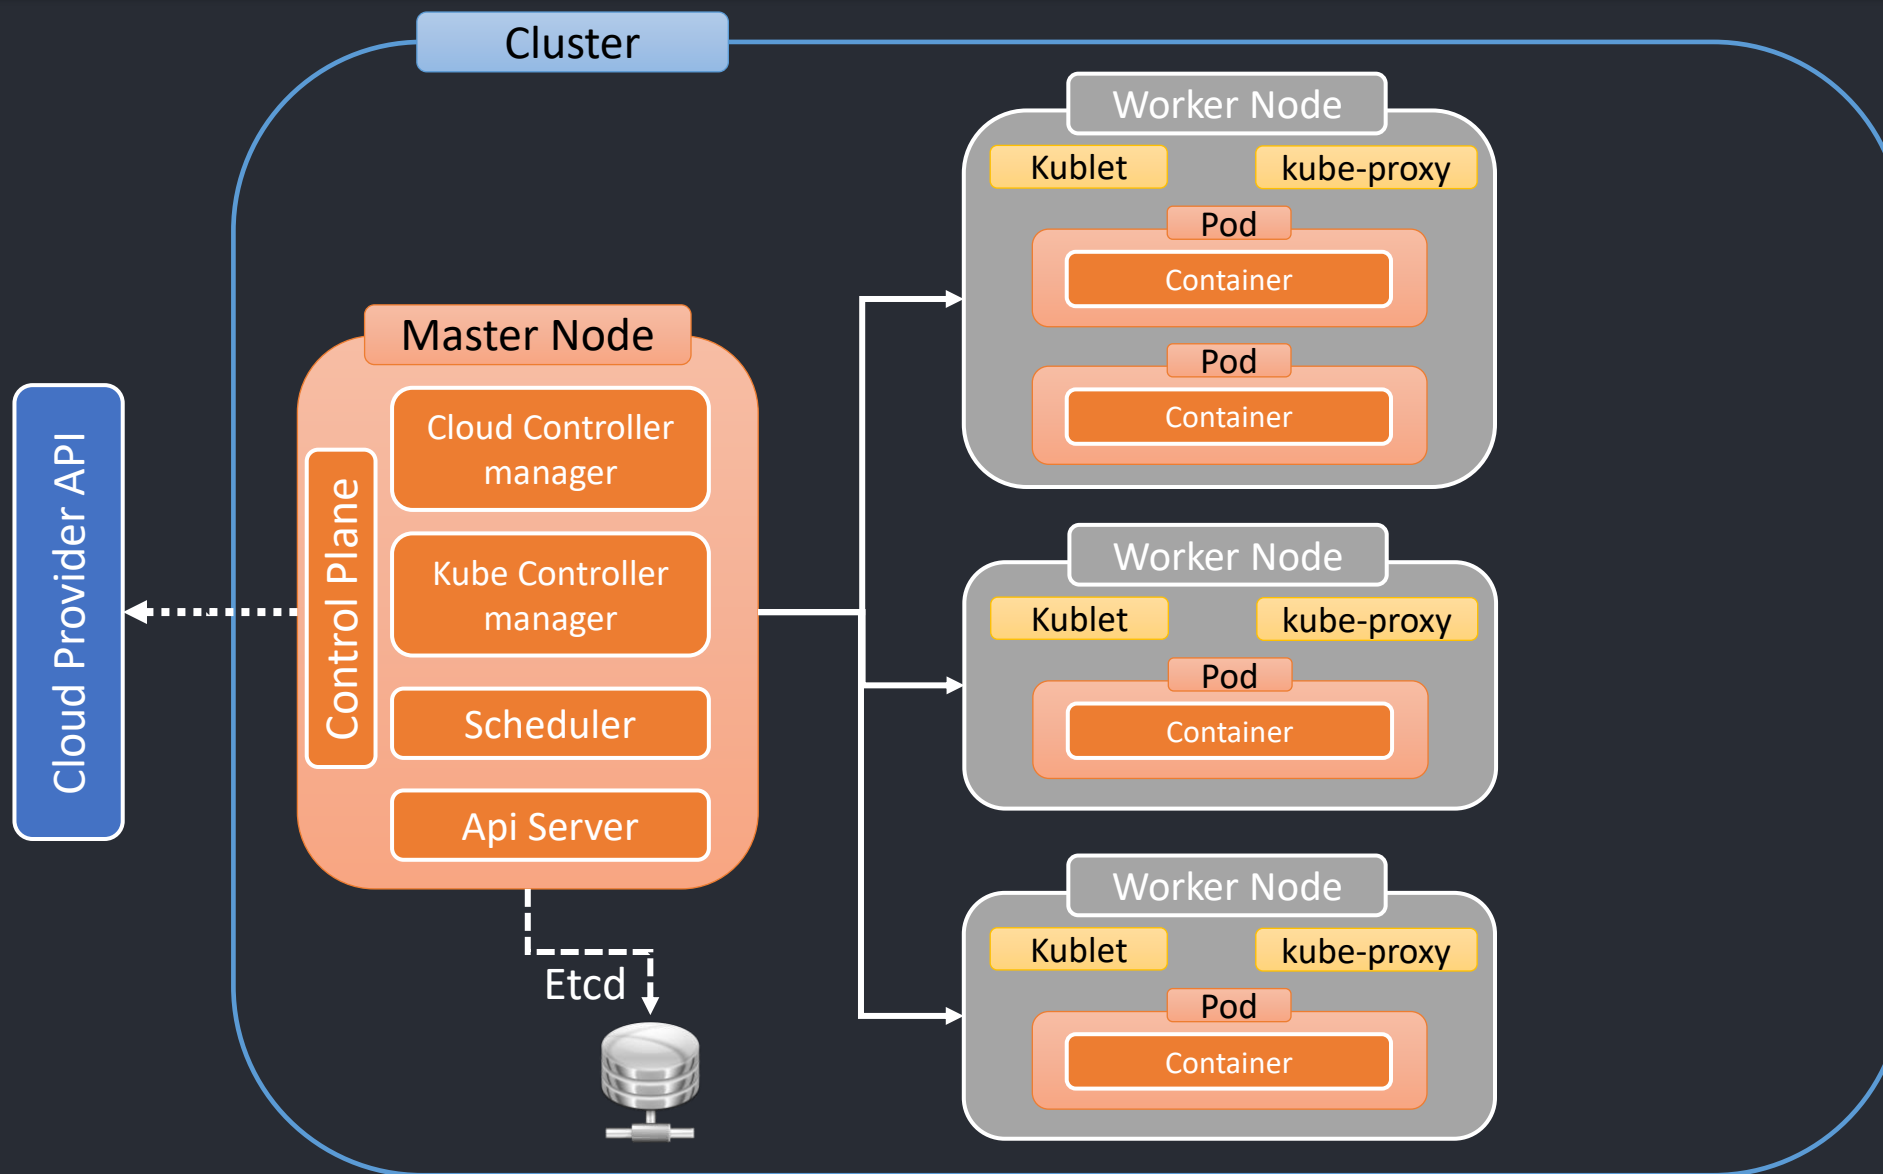 Cluster
Cloud Provider API
Master Node
Control Plane
Cloud Controller
manager
Kube Controller
manager
Scheduler
Api Server
Etcd
Worker Node
Kublet
kube-proxy
Pod
Container
Pod
Container
Worker Node
Kublet
kube-proxy
Pod
Container
Worker Node
Kublet
kube-proxy
Pod
Container